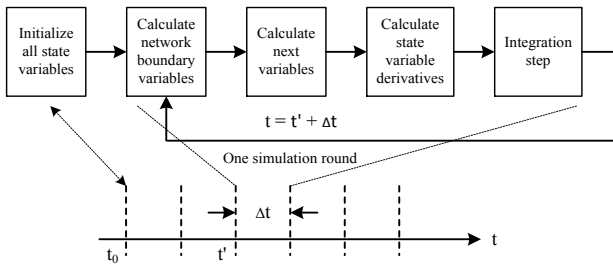 Initialize
all state
variables
Calculate
network
boundary
variables
Calculate
next
variables
Calculate
state
variable
derivatives
Integration
step
t = t' + Δt
One simulation round
Δt
t
t₀
t'